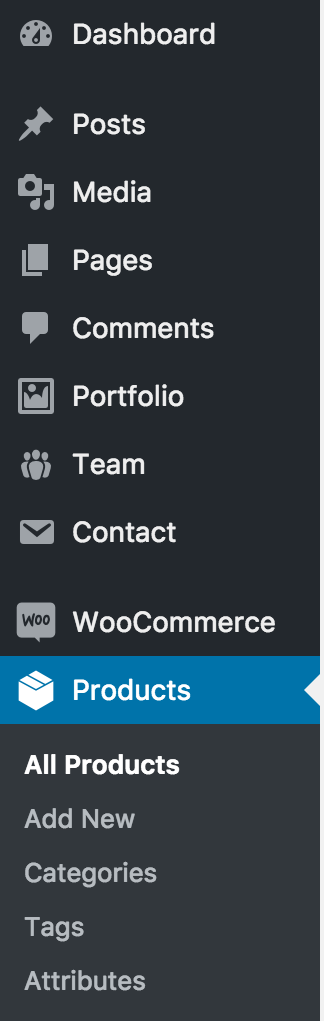 Dashboard
Posts
Media
Pages
Comments
Portfolio
Team
Contact
Woo WooCommerce
Products
All Products
Add New
Categories
Tags
Attributes